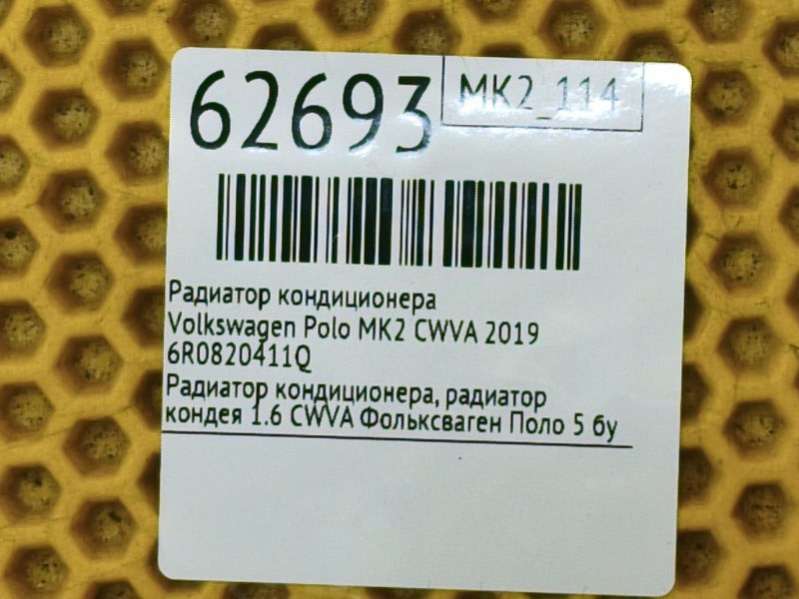 62693
MK2_114
Радиатор кондиционера
Volkswagen Polo MK2 CWVA 2019
6R0820411Q
Радиатор кондиционера, радиатор
кондея 1.6 CWVA Фольксваген Поло 5 бу